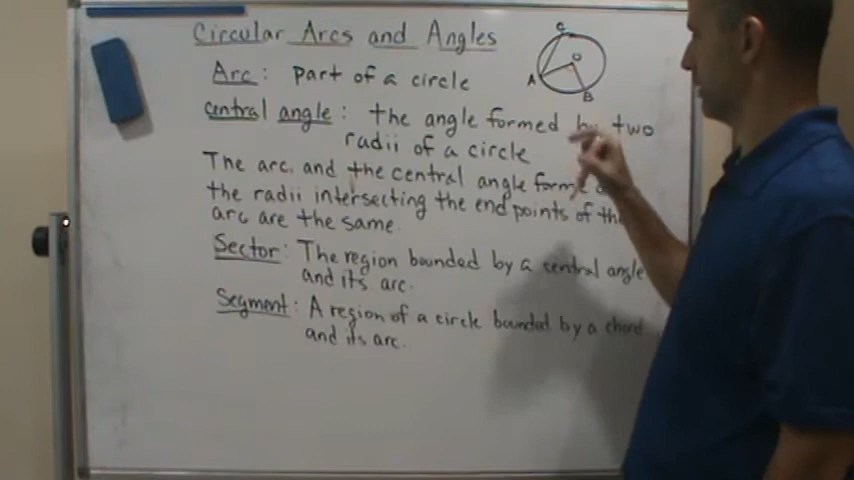 Circular Arcs and Angles
C
O
A
B
Arc: part of a circle
central angle: the angle formed by two
radii of a circle
The arc and the central angle
the radii intersecting the end points of the
arc are the same.
Sector: The region bounded by a central angle
and its arc.
Segment: A region of a circle bounded by a chord
and its arc.